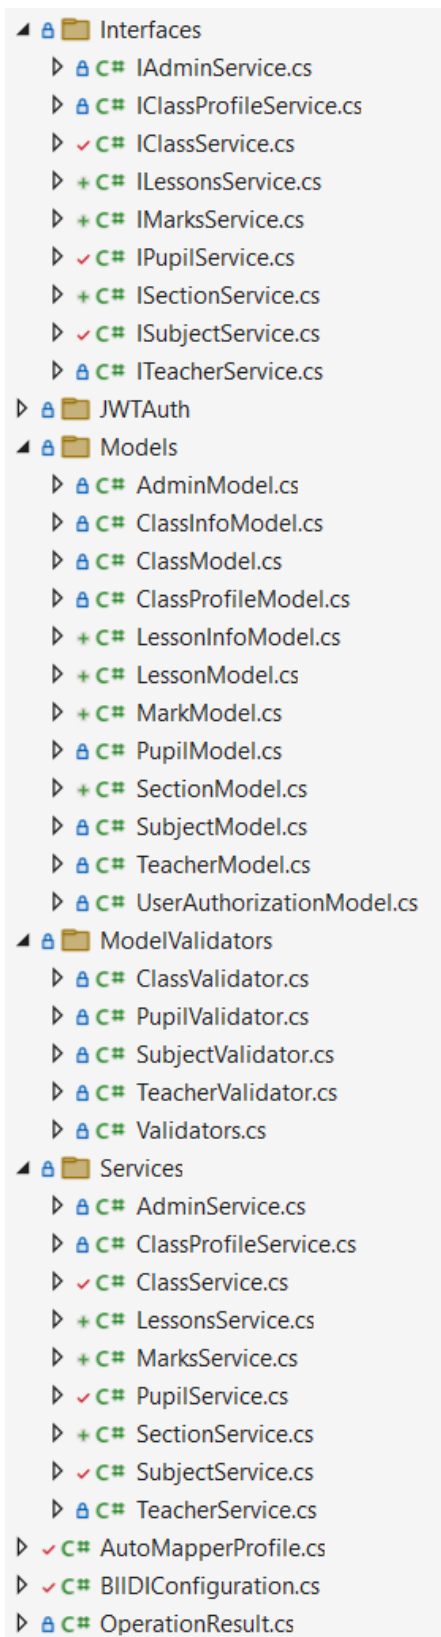 Interfaces
C# IAdminService.cs
C# IClassProfileService.cs
C# IClassService.cs
C# ILessonsService.cs
C# IMarksService.cs
C# IPupilService.cs
C# ISectionService.cs
C# ISubjectService.cs
C# ITeacherService.cs
JWTAuth
Models
C# AdminModel.cs
C# ClassInfoModel.cs
C# ClassModel.cs
C# ClassProfileModel.cs
C# LessonInfoModel.cs
C# LessonModel.cs
C# MarkModel.cs
C# PupilModel.cs
C# SectionModel.cs
C# SubjectModel.cs
C# TeacherModel.cs
C# UserAuthorizationModel.cs
ModelValidators
C# ClassValidator.cs
C# PupilValidator.cs
C# SubjectValidator.cs
C# TeacherValidator.cs
C# Validators.cs
Services
C# AdminService.cs
C# ClassProfileService.cs
C# ClassService.cs
C# LessonsService.cs
C# MarksService.cs
C# PupilService.cs
C# SectionService.cs
C# SubjectService.cs
C# TeacherService.cs
C# AutoMapperProfile.cs
C# BllDIConfiguration.cs
C# OperationResult.cs